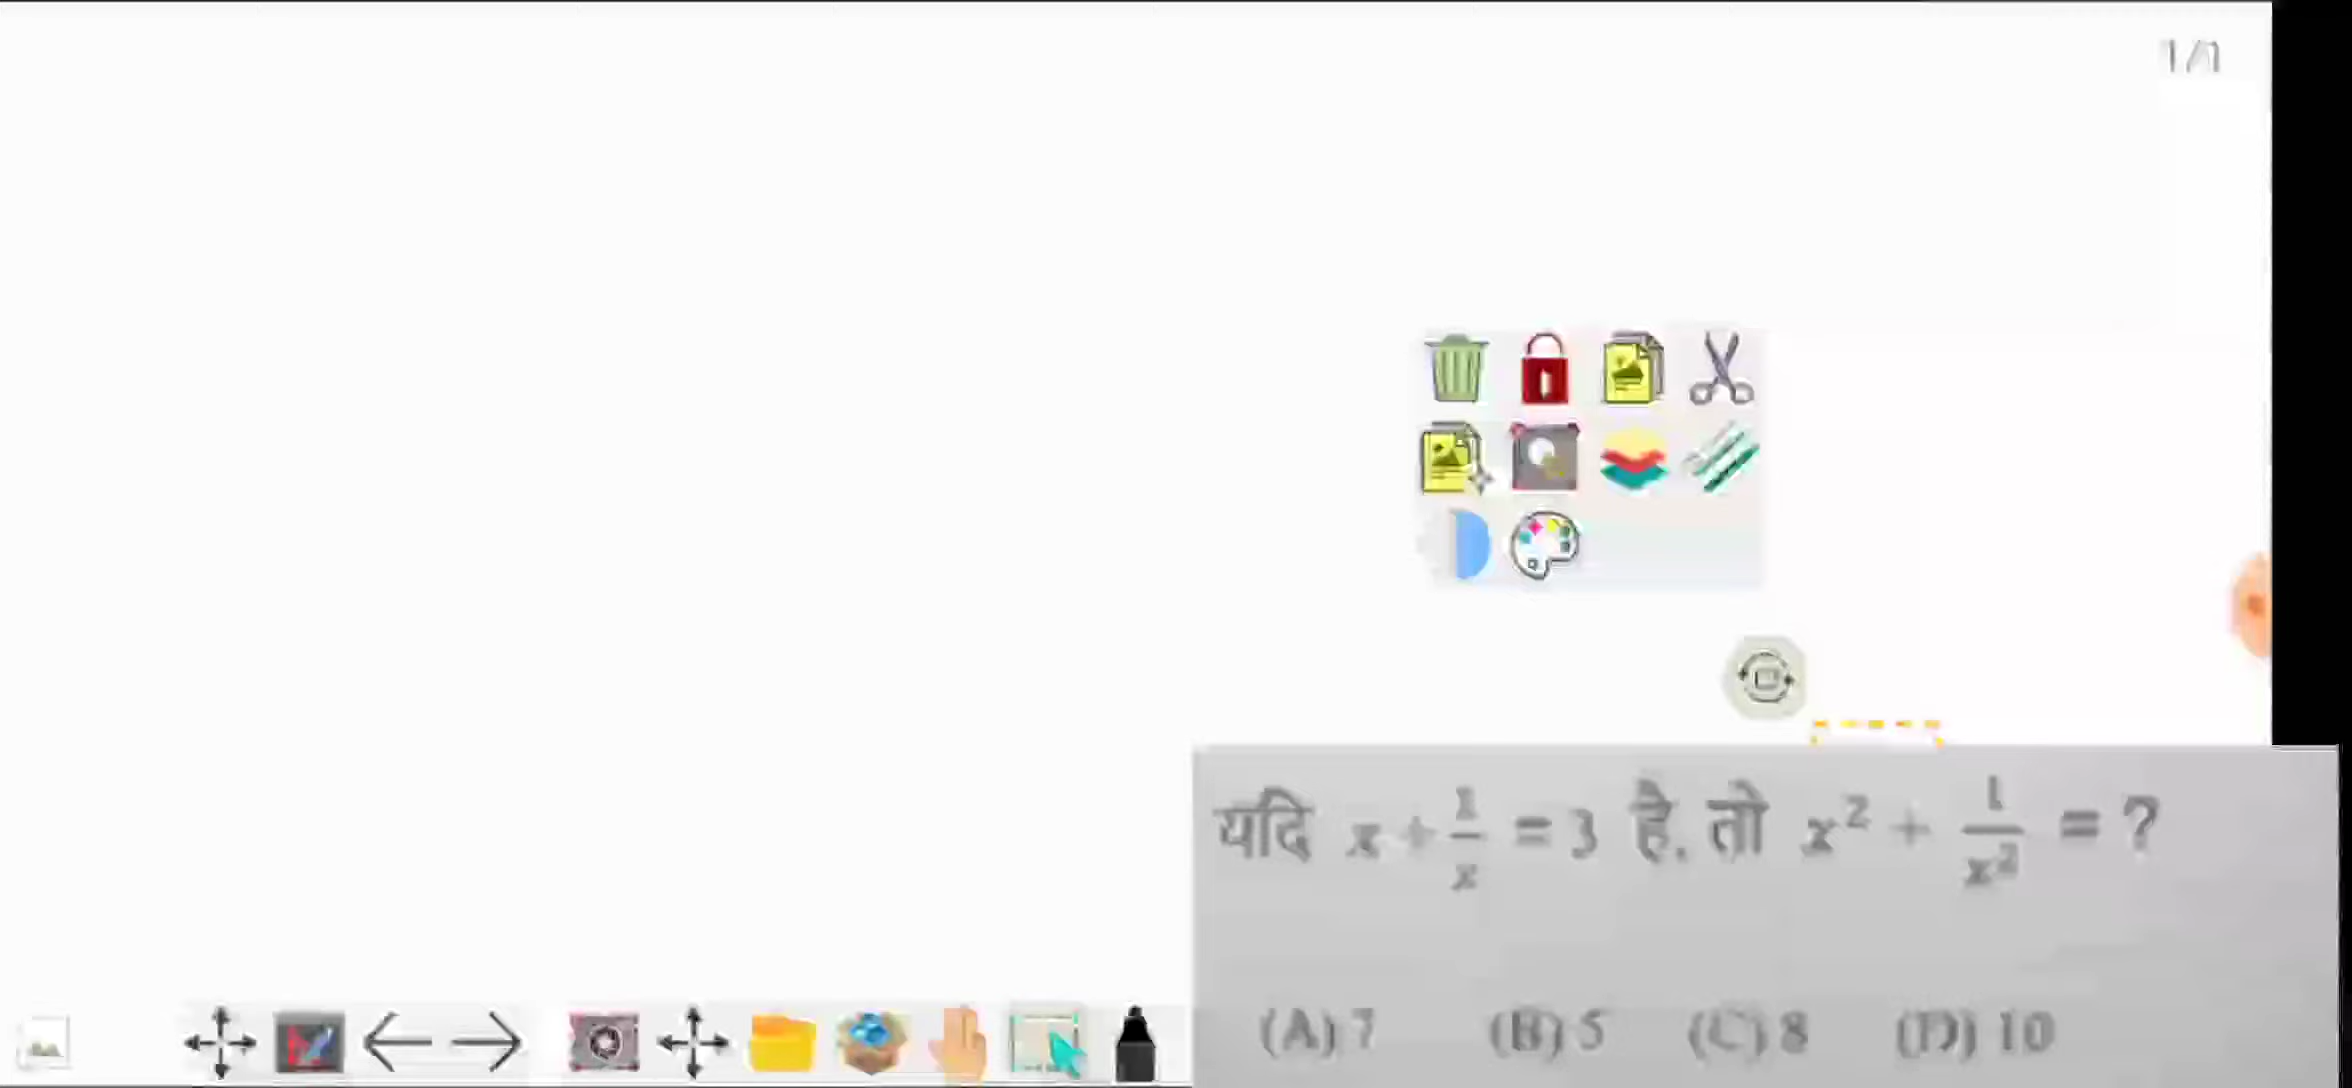 1/1
यदि x + 1/x = 3 है. तो x² + 1/x² = ?
(A) 7 (B) 5 (C) 8 (D) 10